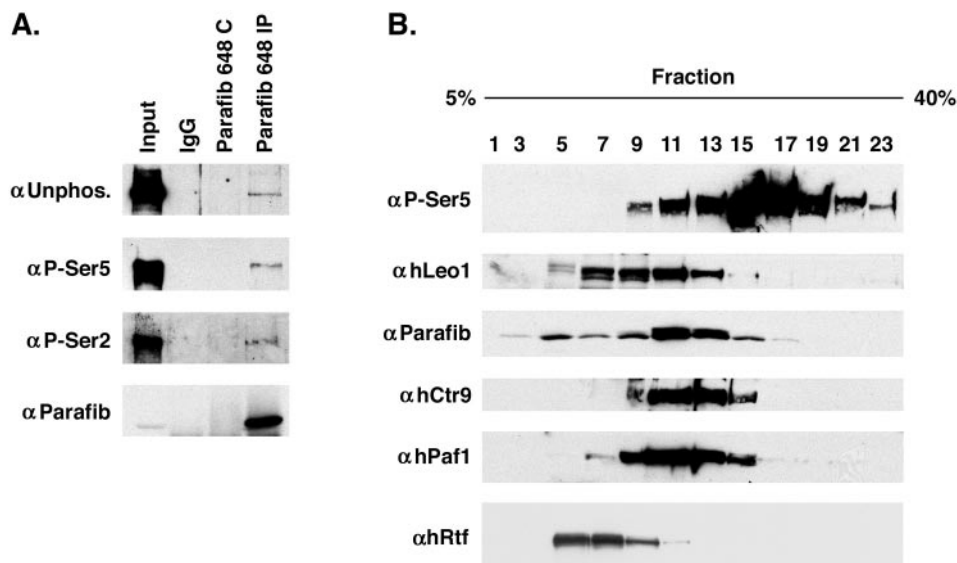 A.
Input
IgG
Parafib 648 C
Parafib 648 IP
αUnphos.
αP-Ser5
αP-Ser2
αParafib
B.
Fraction
5% 40%
1 3 5 7 9 11 13 15 17 19 21 23
αP-Ser5
αhLeo1
αParafib
αhCtr9
αhPaf1
αhRtf